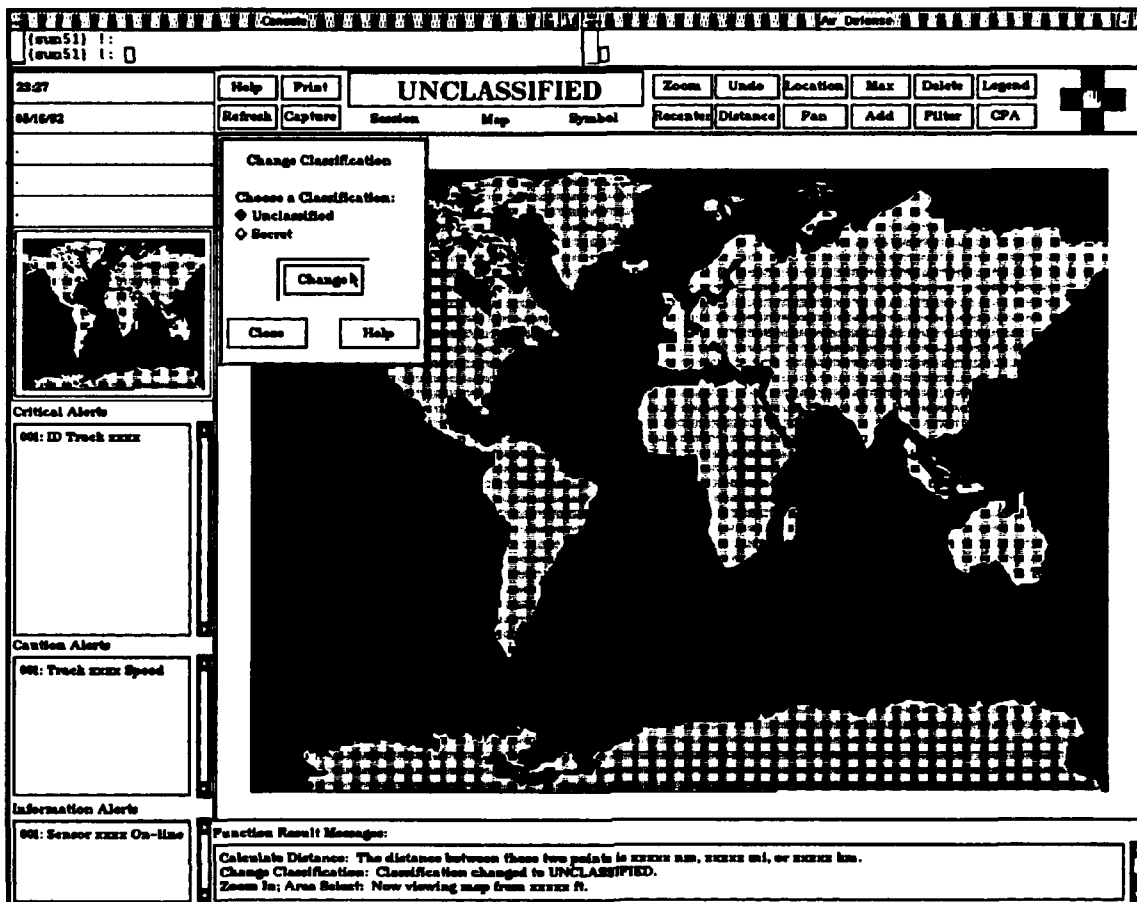 Console
Air Defense
{sun51} !:
{sun51} !:
23:27
Help Print
UNCLASSIFIED
Zoom Undo Location Max Delete Legend
05/15/92
Refresh Capture
Session Map Symbol
Recenter Distance Pan Add Filter CPA
.
.
.
Change Classification
Choose a Classification:
Unclassified
Secret
Change
Close Help
Critical Alerts
001: ID Track xxxx
Caution Alerts
001: Track xxxx Speed
Information Alerts
001: Sensor xxxx On-line
Function Result Messages:
Calculate Distance: The distance between these two points is xxxxx nm, xxxxx mi, or xxxxx km.
Change Classification: Classification changed to UNCLASSIFIED.
Zoom In; Area Select: Now viewing map from xxxxx ft.